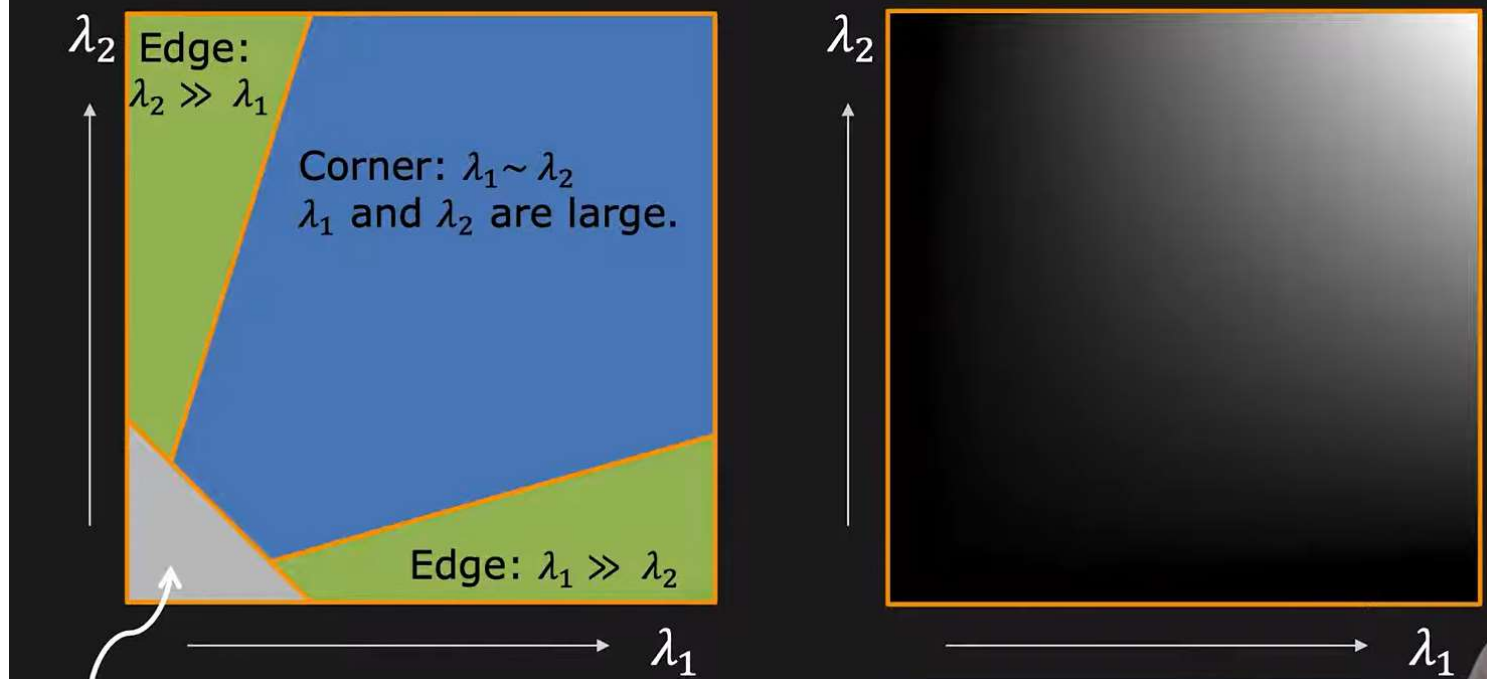 λ₂
Edge:
λ₂ ≫ λ₁
Corner: λ₁ ~ λ₂
λ₁ and λ₂ are large.
Edge: λ₁ ≫ λ₂
λ₁
λ₂
λ₁